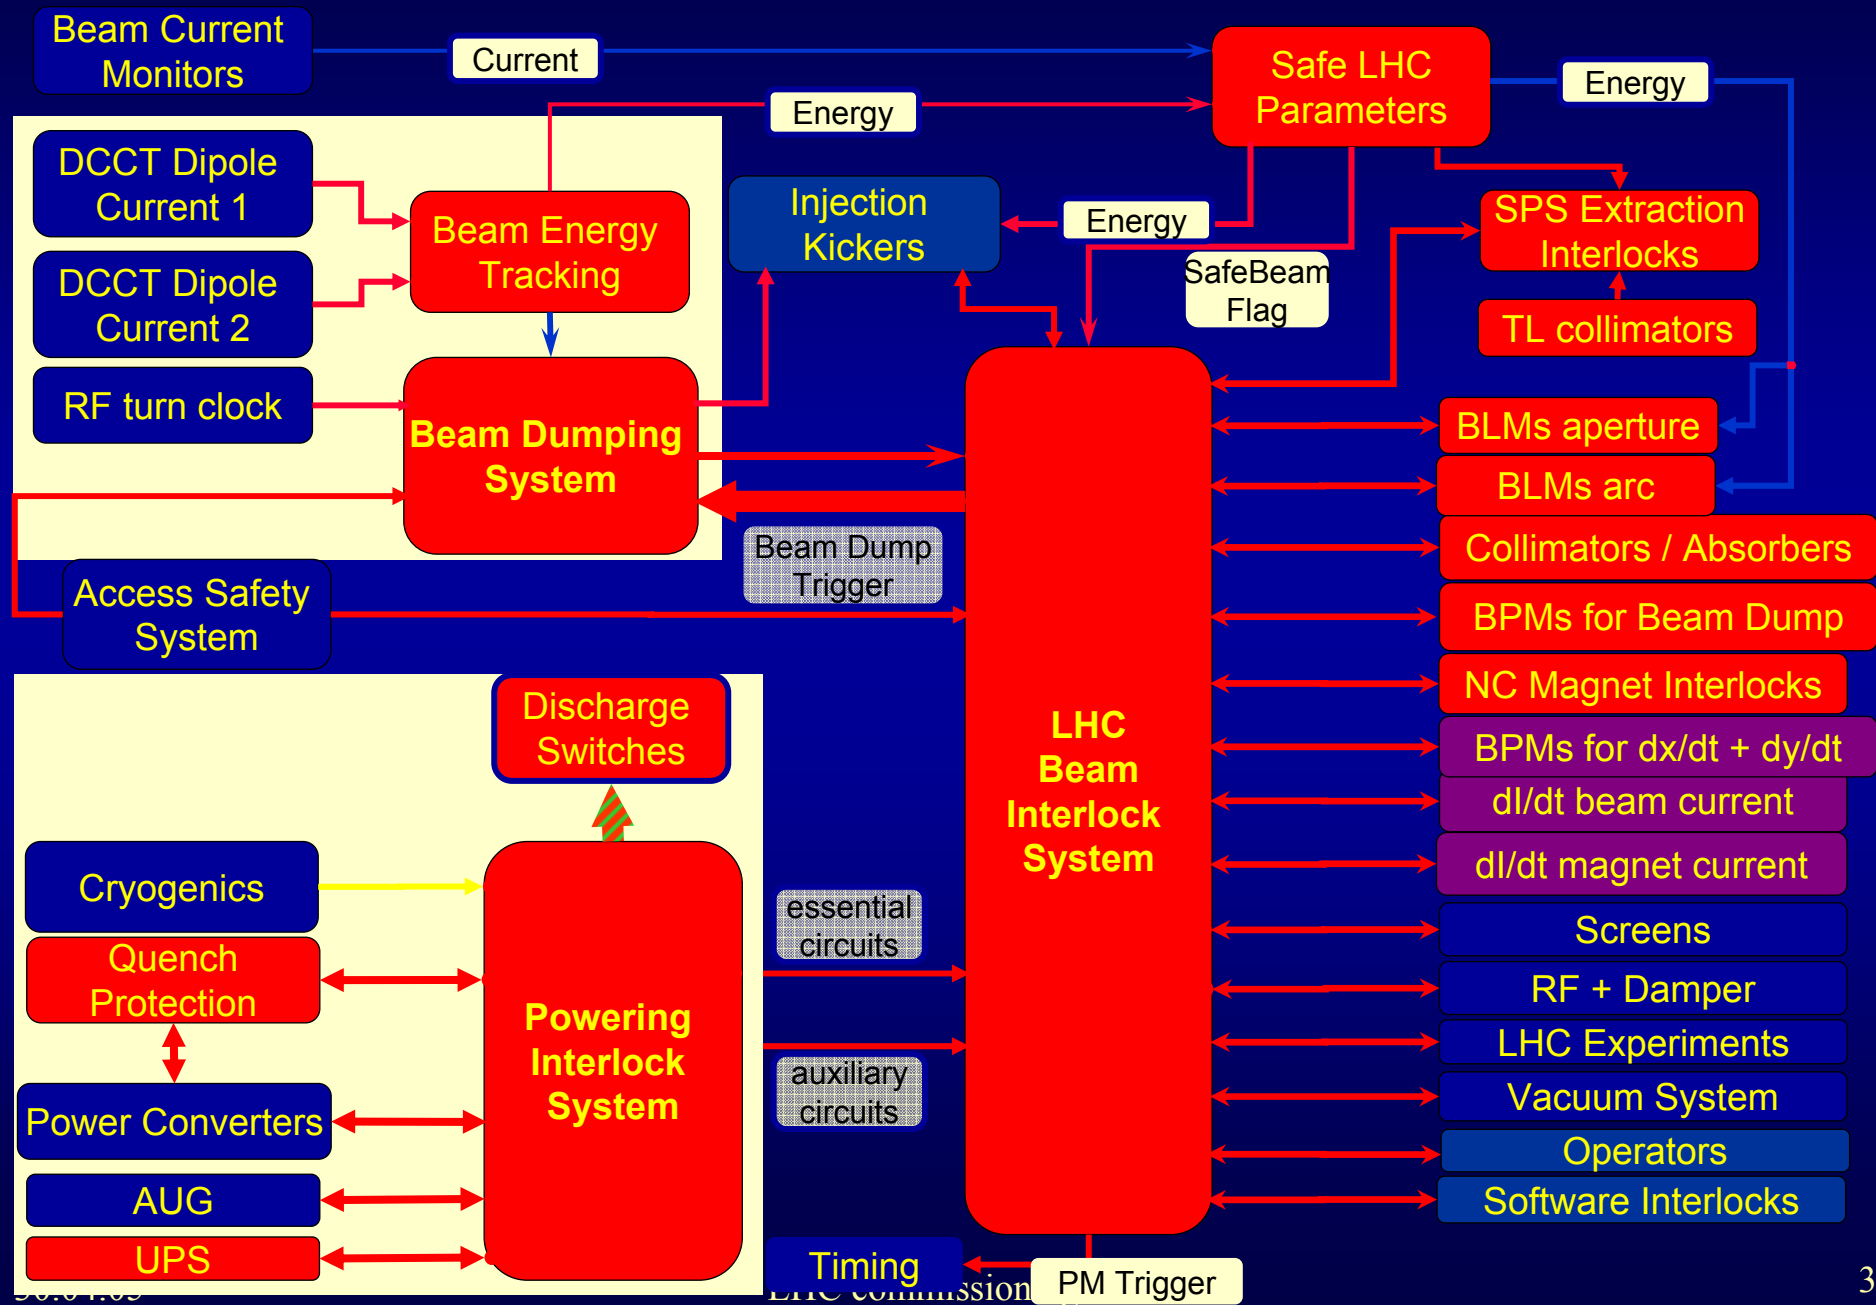 Beam Current
Monitors
Current
Safe LHC
Parameters
Energy
Energy
DCCT Dipole
Current 1
Beam Energy
Tracking
Injection
Kickers
Energy
SPS Extraction
Interlocks
DCCT Dipole
Current 2
SafeBeam
Flag
TL collimators
RF turn clock
Beam Dumping
System
BLMs aperture
BLMs arc
Beam Dump
Trigger
Collimators / Absorbers
Access Safety
System
BPMs for Beam Dump
Discharge
Switches
LHC
Beam
Interlock
System
NC Magnet Interlocks
BPMs for dx/dt + dy/dt
dI/dt beam current
dI/dt magnet current
Cryogenics
essential
circuits
Screens
Quench
Protection
Powering
Interlock
System
RF + Damper
LHC Experiments
auxiliary
circuits
Vacuum System
Power Converters
Operators
AUG
Software Interlocks
UPS
Timing
PM Trigger
LHC commission
3